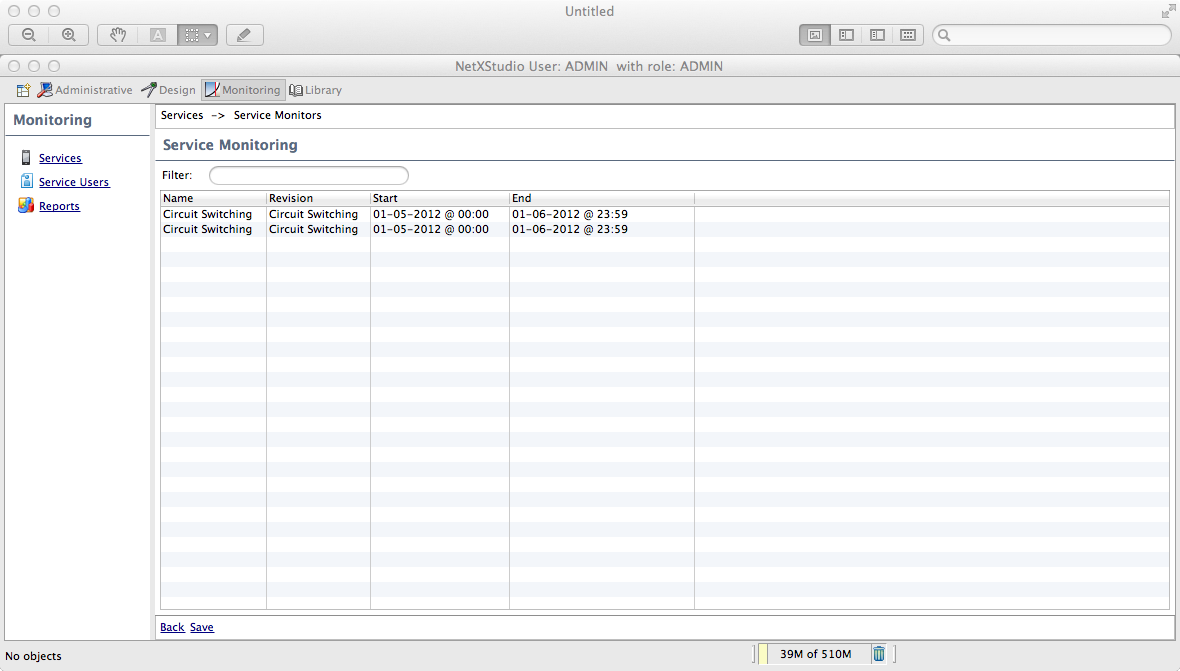 Untitled
A
NetXStudio User: ADMIN  with role: ADMIN
Administrative Design Monitoring Library
Monitoring
Services
Service Users
Reports
Services -> Service Monitors
Service Monitoring
Filter:
Name Revision Start End
Circuit Switching Circuit Switching 01-05-2012 @ 00:00 01-06-2012 @ 23:59
Circuit Switching Circuit Switching 01-05-2012 @ 00:00 01-06-2012 @ 23:59
Back Save
No objects
39M of 510M